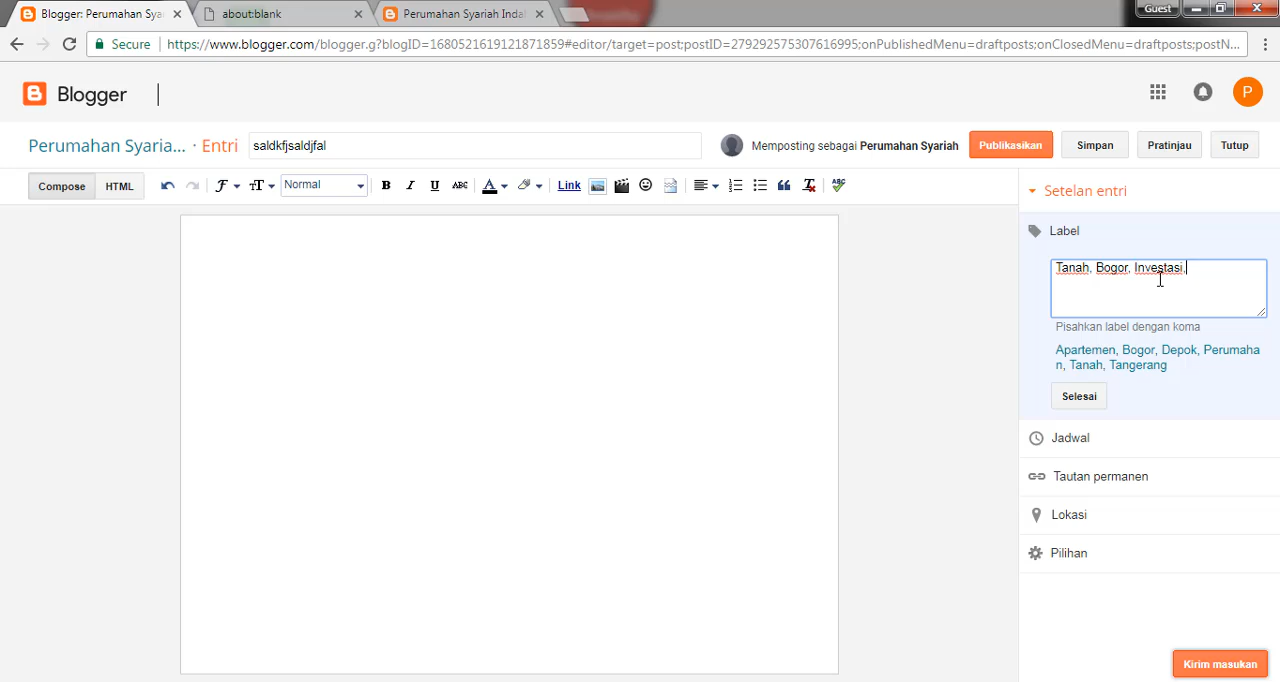 Blogger: Perumahan Sya
about:blank
Perumahan Syariah Inda
Guest
Secure
https://www.blogger.com/blogger.g?blogID=1680521619121871859#editor/target=post;postID=279292575307616995;onPublishedMenu=draftposts;onClosedMenu=draftposts;postN...
Blogger
P
Perumahan Syaria... · Entri
saldkfjsaldjfal
Memposting sebagai Perumahan Syariah
Publikasikan
Simpan
Pratinjau
Tutup
Compose
HTML
Normal
B I U ABC A
Link
ABC
Setelan entri
Label
Tanah, Bogor, Investasi,
Pisahkan label dengan koma
Apartemen, Bogor, Depok, Perumaha
n, Tanah, Tangerang
Selesai
Jadwal
Tautan permanen
Lokasi
Pilihan
Kirim masukan